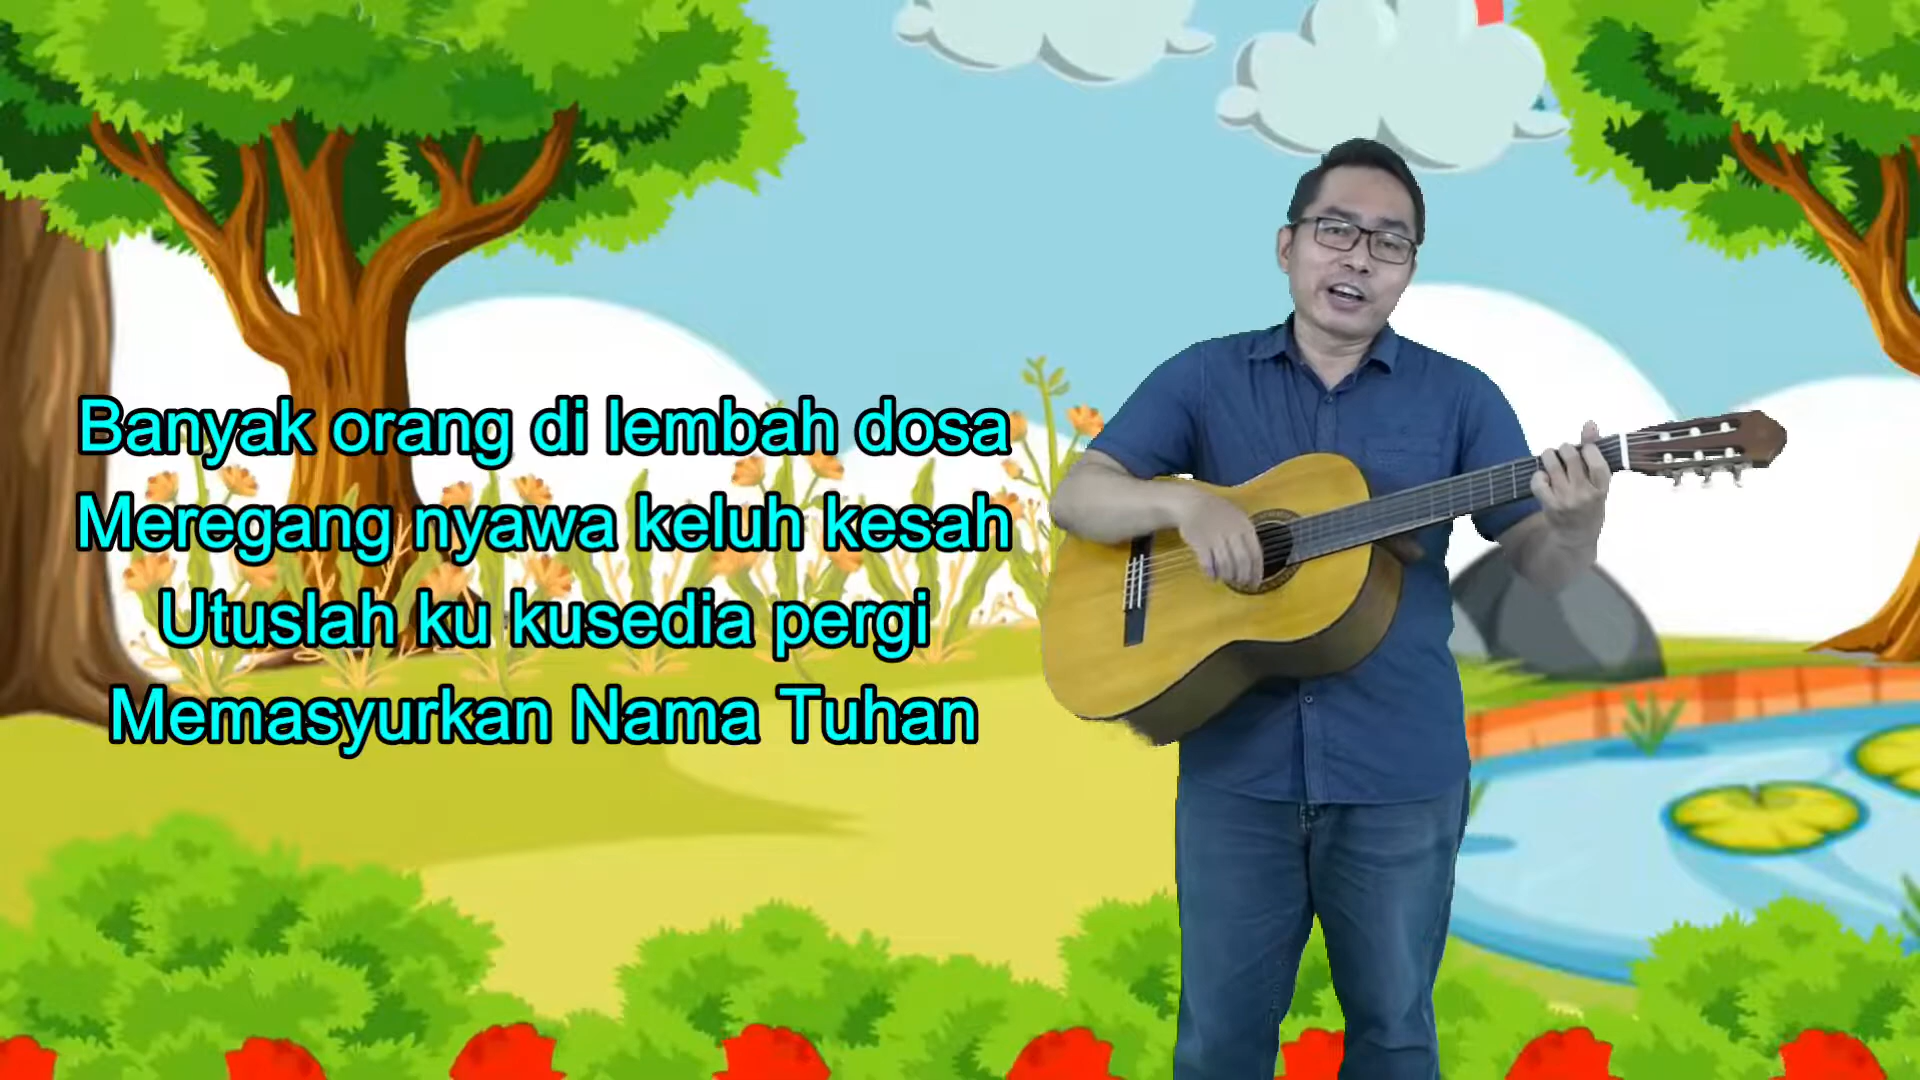 Banyak orang di lembah dosa
Meregang nyawa keluh kesah
Utuslah ku kusedia pergi
Memasyurkan Nama Tuhan